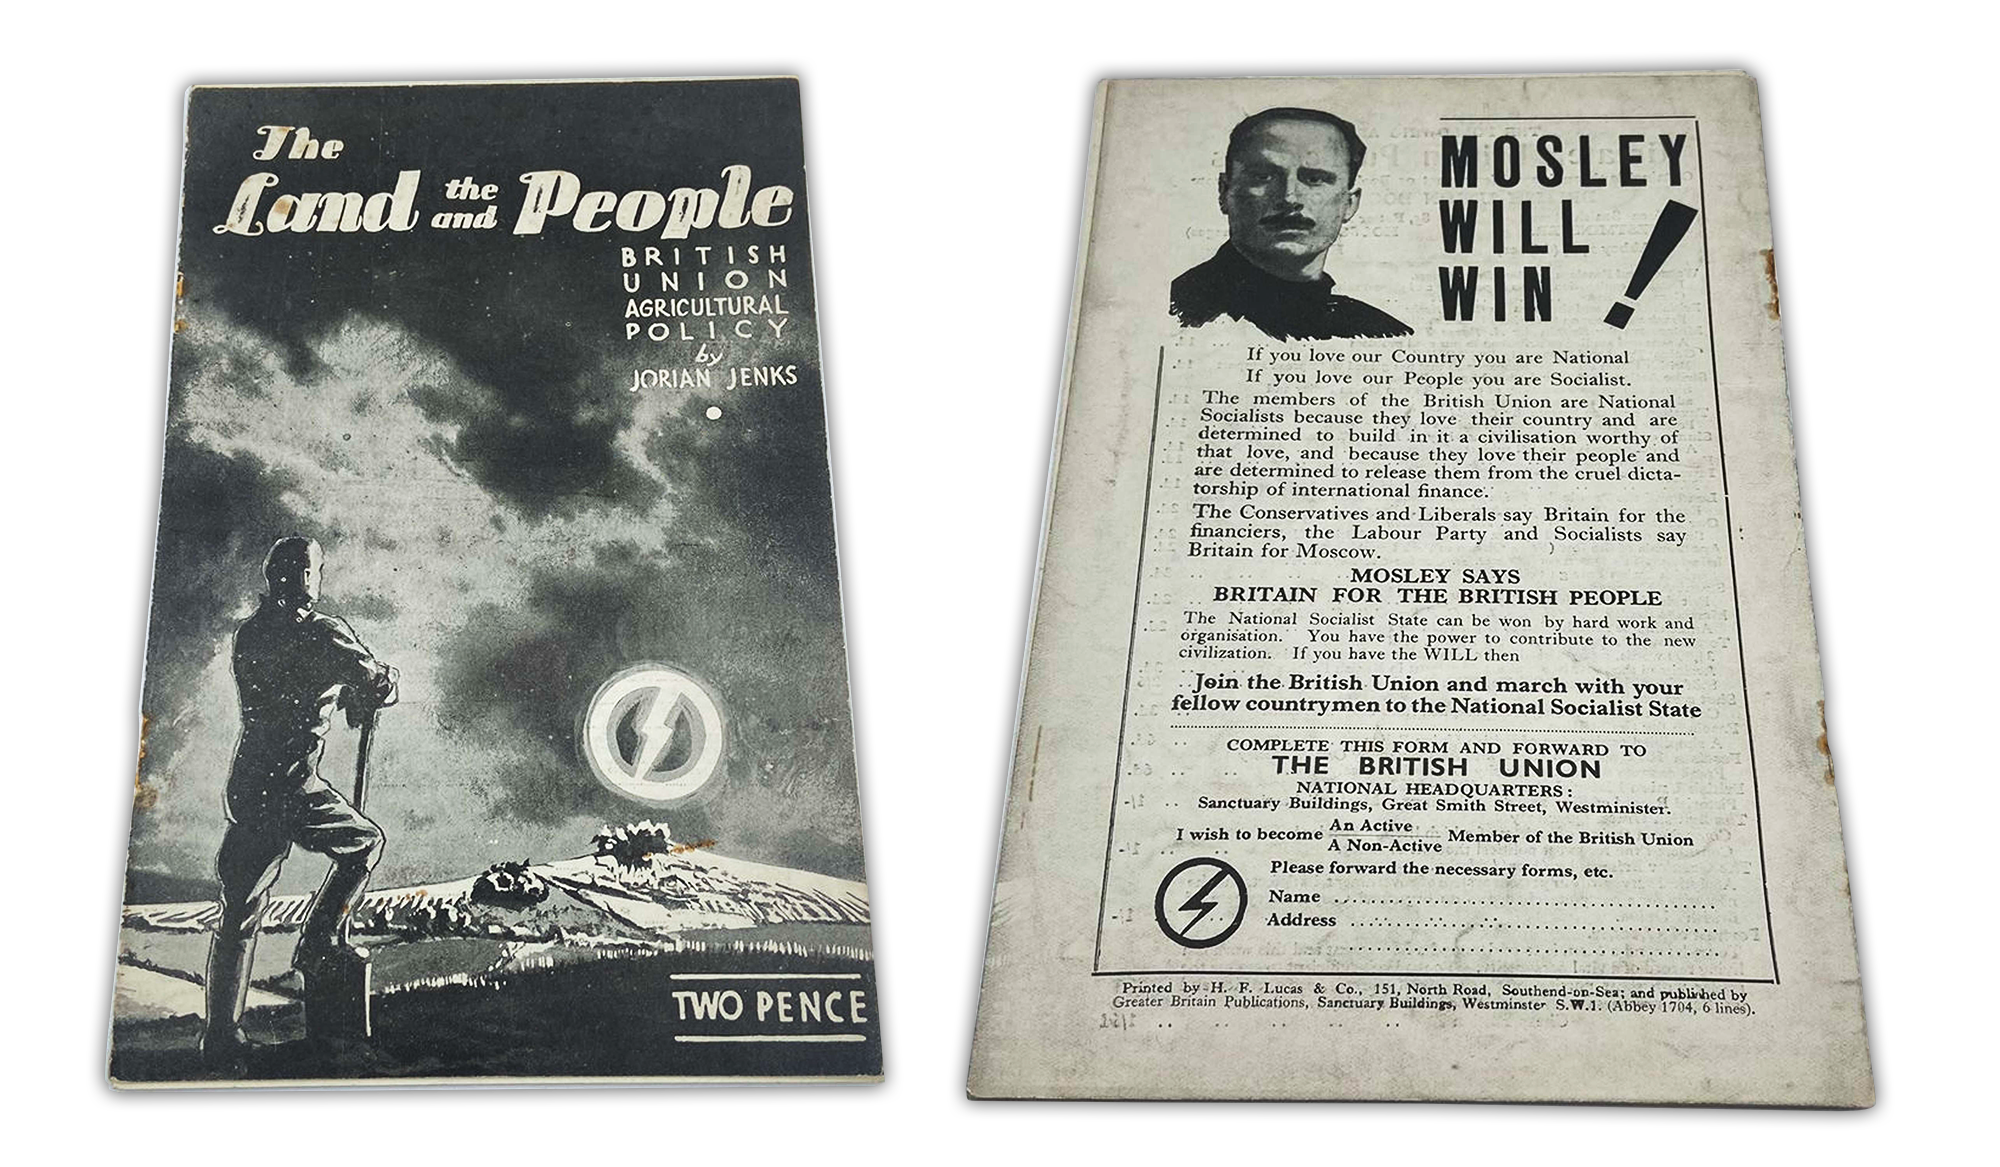 The
Land and the People
BRITISH
UNION
AGRICULTURAL
POLICY
by
JORIAN JENKS
TWO PENCE
MOSLEY
WILL
WIN!
If you love our Country you are National
If you love our People you are Socialist.
The members of the British Union are National
Socialists because they love their country and are
determined to build in it a civilisation worthy of
that love, and because they love their people and
are determined to release them from the cruel dicta-
torship of international finance.
The Conservatives and Liberals say Britain for the
financiers, the Labour Party and Socialists say
Britain for Moscow.
MOSLEY SAYS
BRITAIN FOR THE BRITISH PEOPLE
The National Socialist State can be won by hard work and
organisation. You have the power to contribute to the new
civilization. If you have the WILL then
Join the British Union and march with your
fellow countrymen to the National Socialist State
COMPLETE THIS FORM AND FORWARD TO
THE BRITISH UNION
NATIONAL HEADQUARTERS:
Sanctuary Buildings, Great Smith Street, Westminister.
I wish to become An Active
A Non-Active Member of the British Union
Please forward the necessary forms, etc.
Name
Address
Printed by H. F. Lucas & Co., 151, North Road, Southend-on-Sea; and published by
Greater Britain Publications, Sanctuary Buildings, Westminster S.W.1. (Abbey 1704, 6 lines).